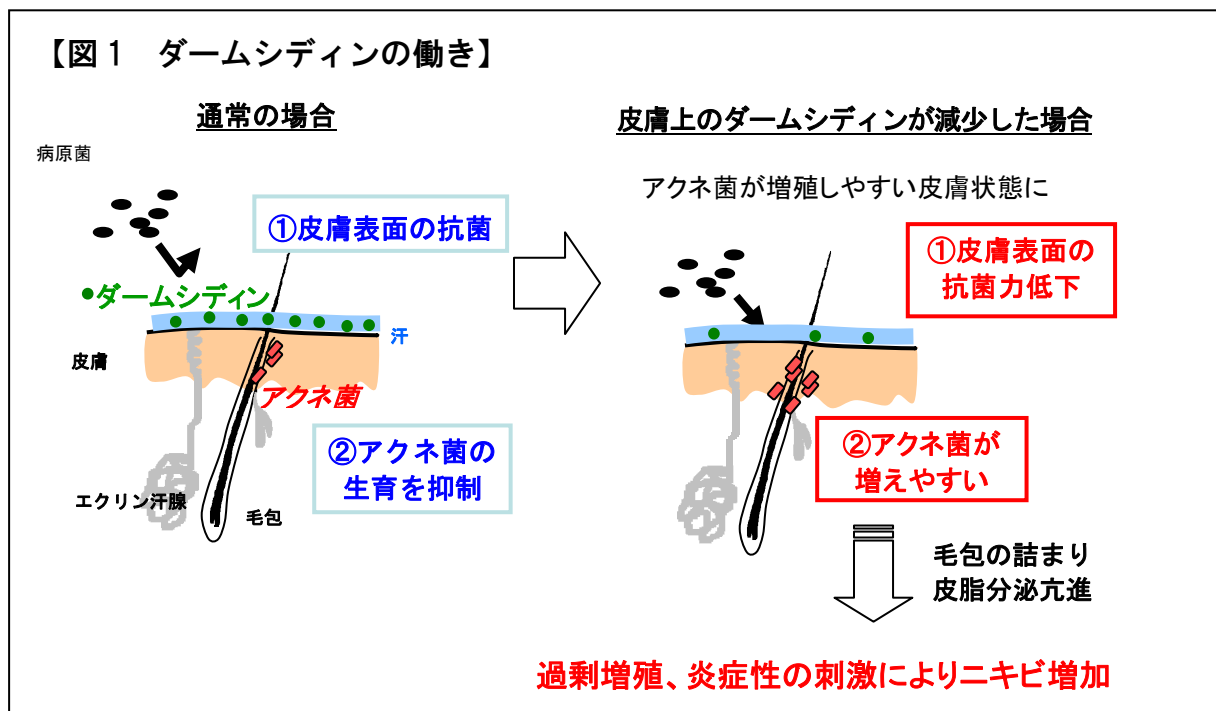 【図1 ダームシディンの働き】
通常の場合
病原菌
①皮膚表面の抗菌
•ダームシディン
汗
皮膚
アクネ菌
②アクネ菌の
生育を抑制
エクリン汗腺
毛包
皮膚上のダームシディンが減少した場合
アクネ菌が増殖しやすい皮膚状態に
①皮膚表面の
抗菌力低下
②アクネ菌が
増えやすい
毛包の詰まり
皮脂分泌亢進
過剰増殖、炎症性の刺激によりニキビ増加